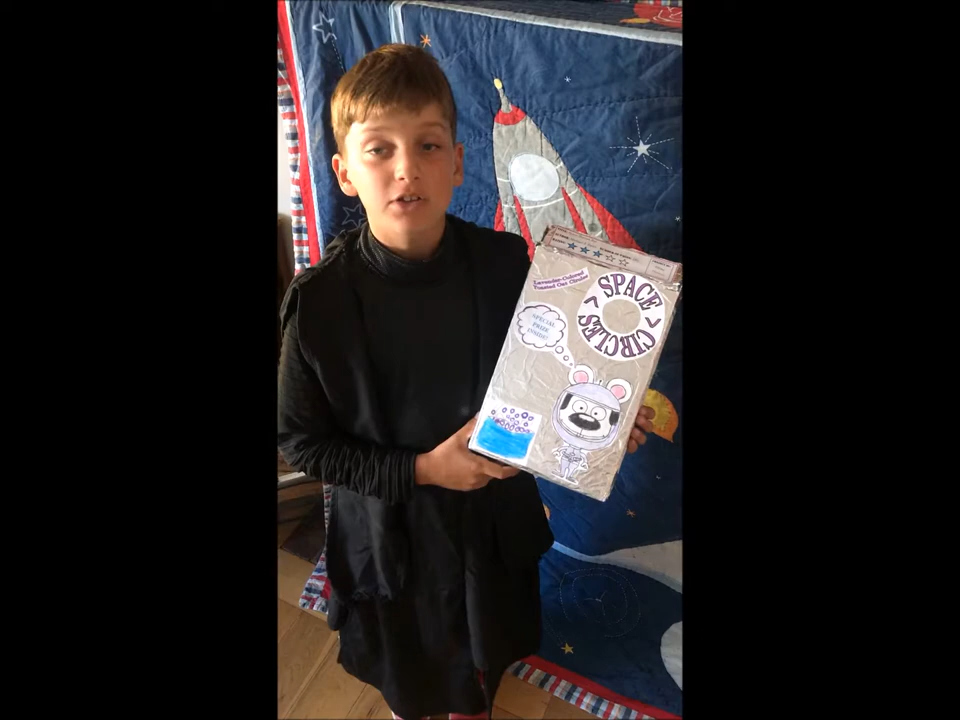 Lavender-Colored
Toasted Oat Circles
SPACE
CIRCLES
SPECIAL
PRIZE
INSIDE!